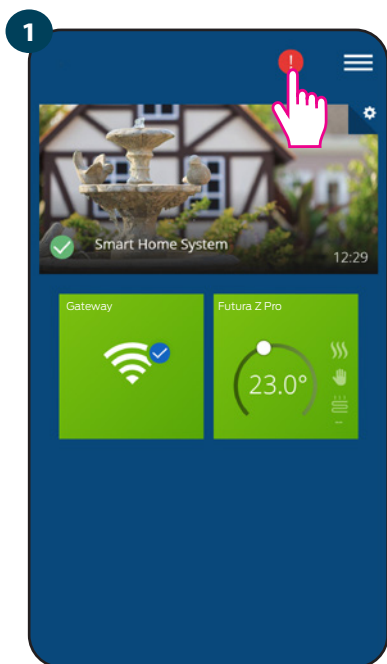 1
!
Smart Home System
12:29
Gateway
Futura Z Pro
23.0°
--